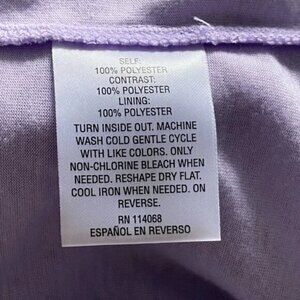 SELF:
100% POLYESTER
CONTRAST:
100% POLYESTER
LINING:
100% POLYESTER
TURN INSIDE OUT. MACHINE
WASH COLD GENTLE CYCLE
WITH LIKE COLORS. ONLY
NON-CHLORINE BLEACH WHEN
NEEDED. RESHAPE DRY FLAT.
COOL IRON WHEN NEEDED. ON
REVERSE.
RN 114068
ESPAÑOL EN REVERSO